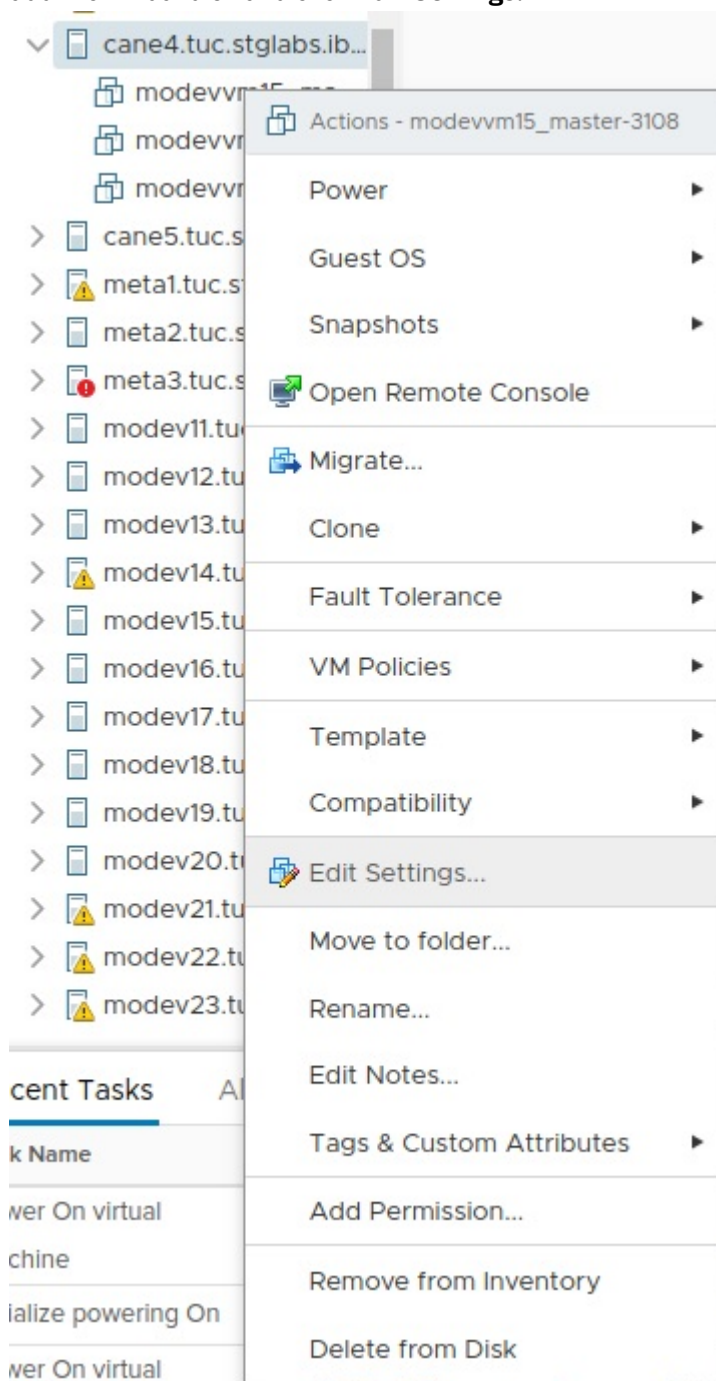 cane4.tuc.stglabs.ib...
modevvm15_ma
modevvr
modevvr
cane5.tuc.s
meta1.tuc.s
meta2.tuc.s
meta3.tuc.s
modev11.tu
modev12.tu
modev13.tu
modev14.tu
modev15.tu
modev16.tu
modev17.tu
modev18.tu
modev19.tu
modev20.t
modev21.tu
modev22.t
modev23.t
Actions - modevvm15_master-3108
Power
Guest OS
Snapshots
Open Remote Console
Migrate...
Clone
Fault Tolerance
VM Policies
Template
Compatibility
Edit Settings...
Move to folder...
Rename...
Edit Notes...
Tags & Custom Attributes
Add Permission...
Remove from Inventory
Delete from Disk
cent Tasks Al
k Name
wer On virtual
chine
ialize powering On
wer On virtual